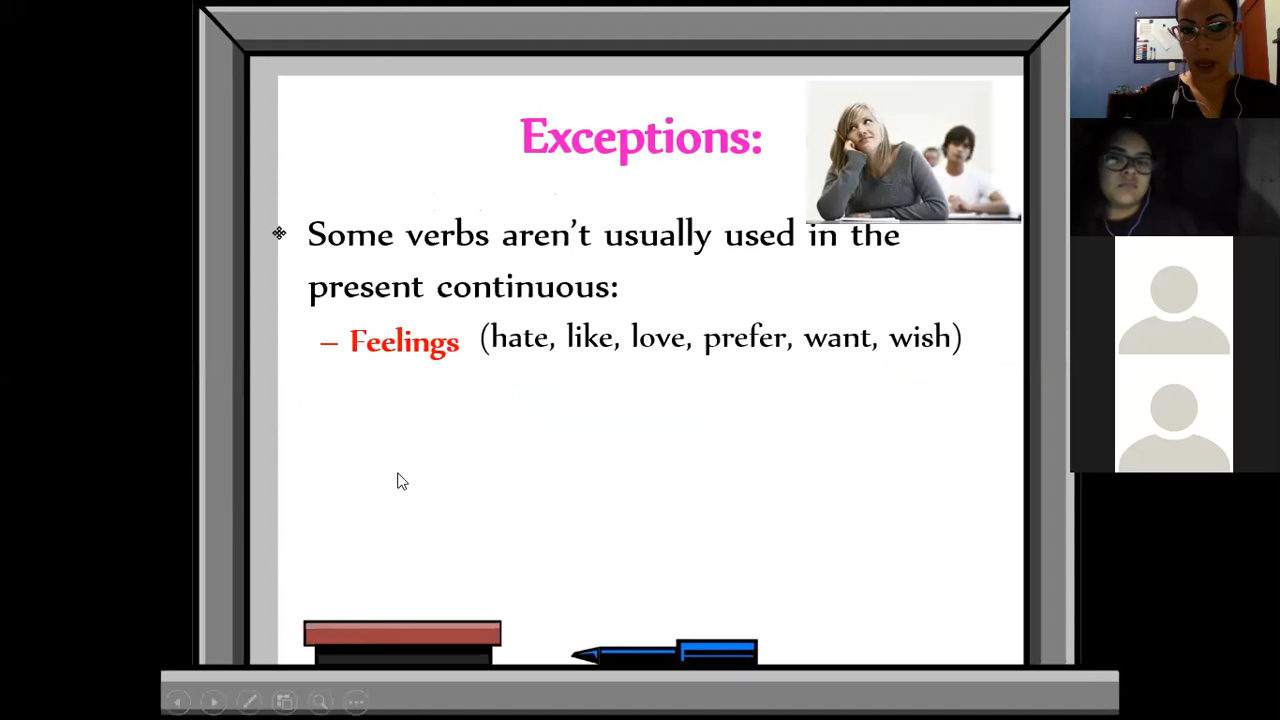 Exceptions:
Some verbs aren't usually used in the
present continuous:
– Feelings (hate, like, love, prefer, want, wish)